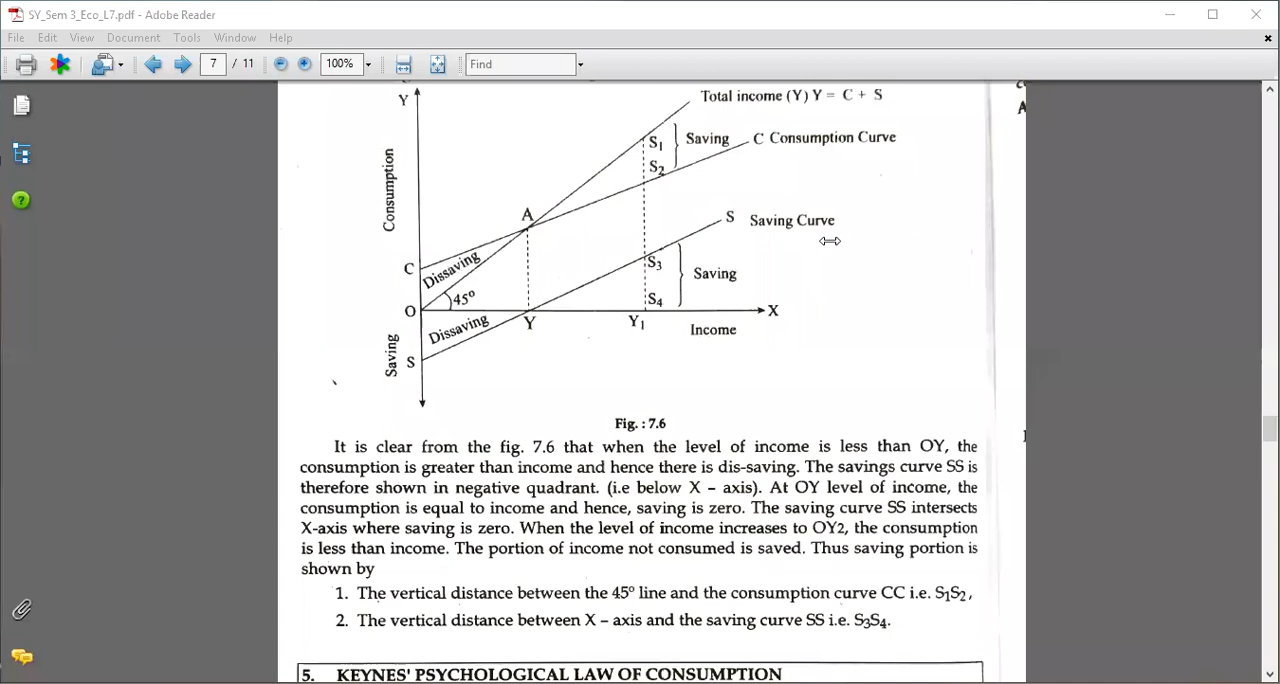 SY_Sem 3_Eco_L7.pdf - Adobe Reader
File Edit View Document Tools Window Help
7 / 11 100% Find
Y
Total income (Y) Y = C + S
S1
Saving
C Consumption Curve
S2
Consumption
A
S Saving Curve
C
Dissaving
S3
Saving
45°
S4
O
X
Dissaving
Y
Y1
Income
Saving
S
Fig. : 7.6
It is clear from the fig. 7.6 that when the level of income is less than OY, the
consumption is greater than income and hence there is dis-saving. The savings curve SS is
therefore shown in negative quadrant. (i.e below X – axis). At OY level of income, the
consumption is equal to income and hence, saving is zero. The saving curve SS intersects
X-axis where saving is zero. When the level of income increases to OY2, the consumption
is less than income. The portion of income not consumed is saved. Thus saving portion is
shown by
1. The vertical distance between the 45° line and the consumption curve CC i.e. S1S2,
2. The vertical distance between X – axis and the saving curve SS i.e. S3S4.
5. KEYNES' PSYCHOLOGICAL LAW OF CONSUMPTION